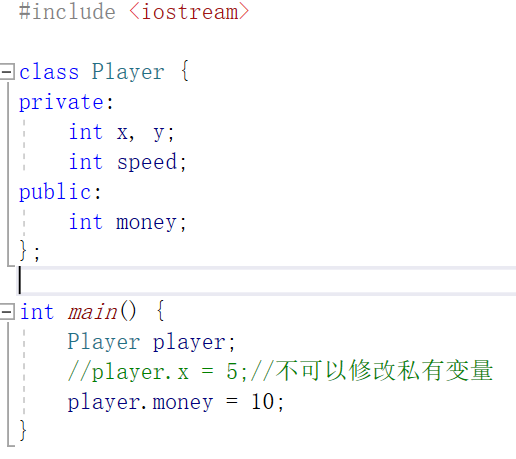 #include <iostream>
class Player {
private:
    int x, y;
    int speed;
public:
    int money;
};
int main() {
    Player player;
    //player.x = 5;//不可以修改私有变量
    player.money = 10;
}